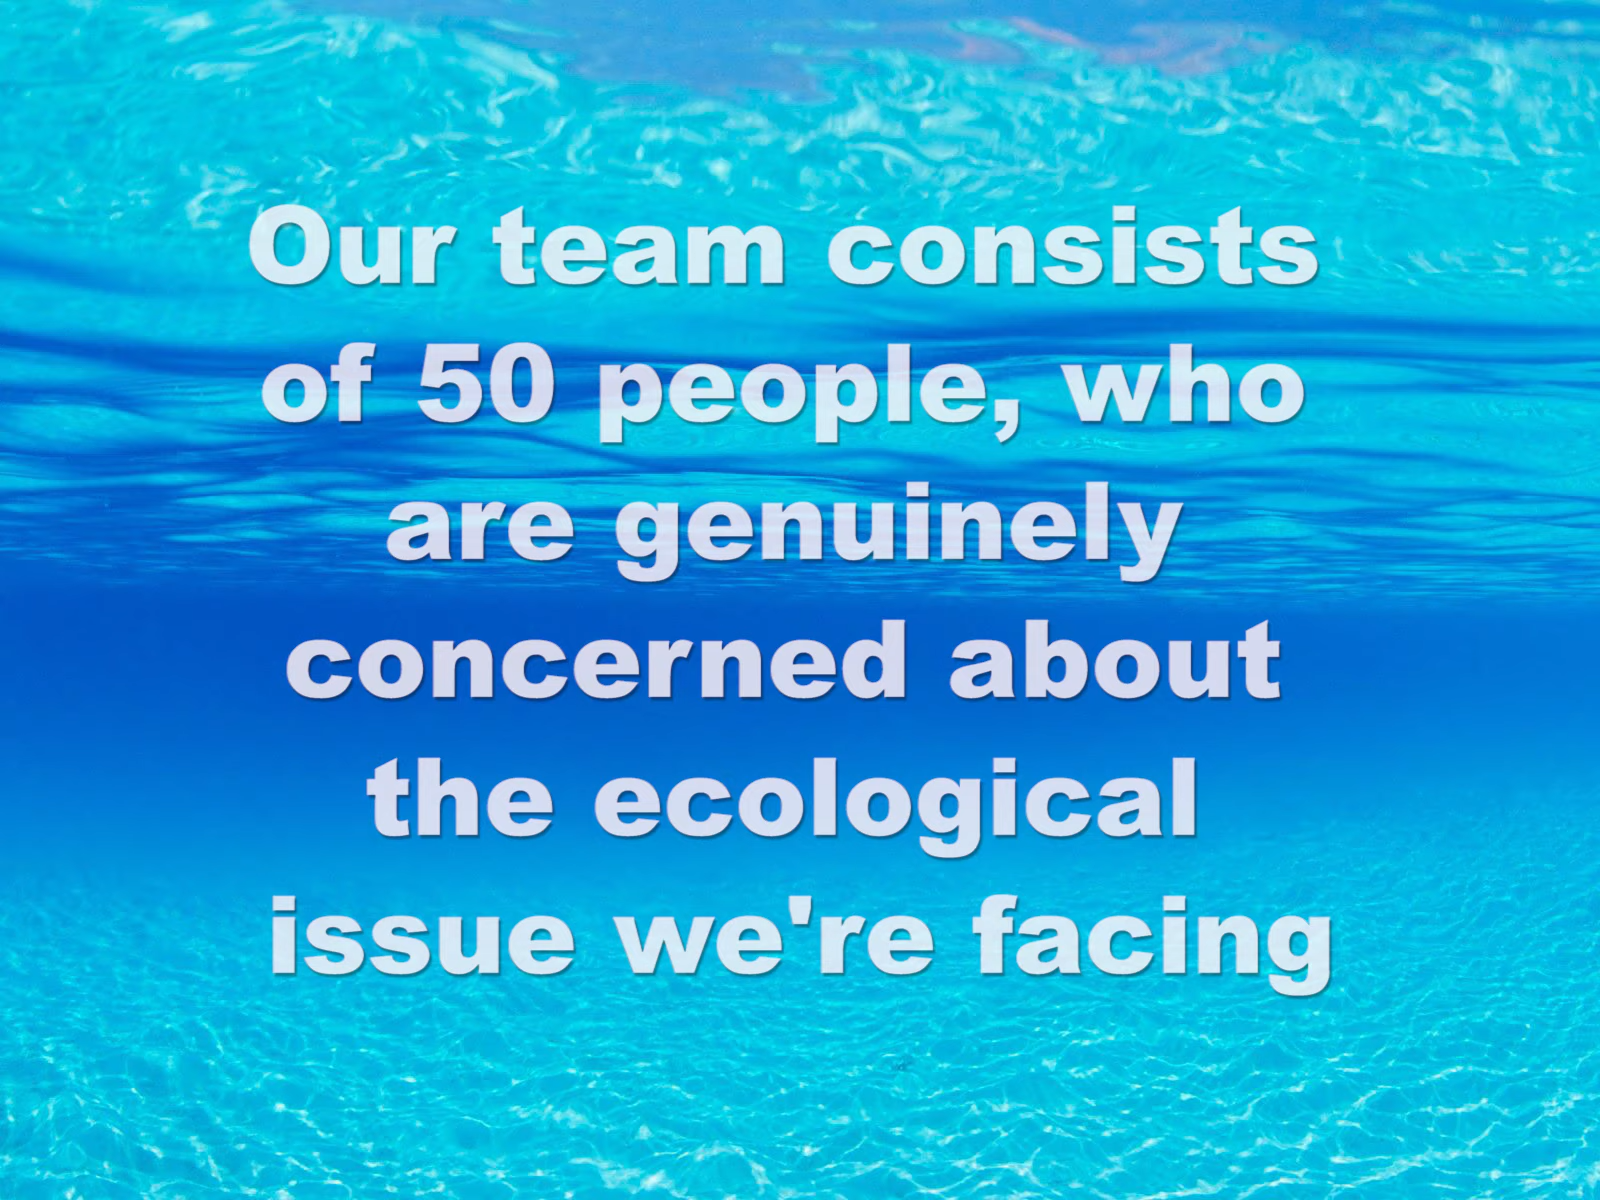 Our team consists
of 50 people, who
are genuinely
concerned about
the ecological
issue we're facing